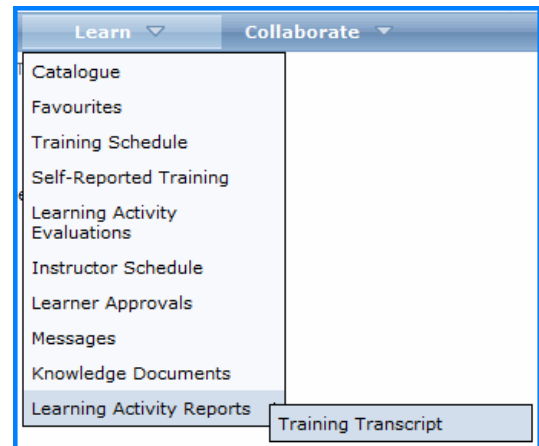 Learn Collaborate
Catalogue
Favourites
Training Schedule
Self-Reported Training
Learning Activity
Evaluations
Instructor Schedule
Learner Approvals
Messages
Knowledge Documents
Learning Activity Reports
Training Transcript